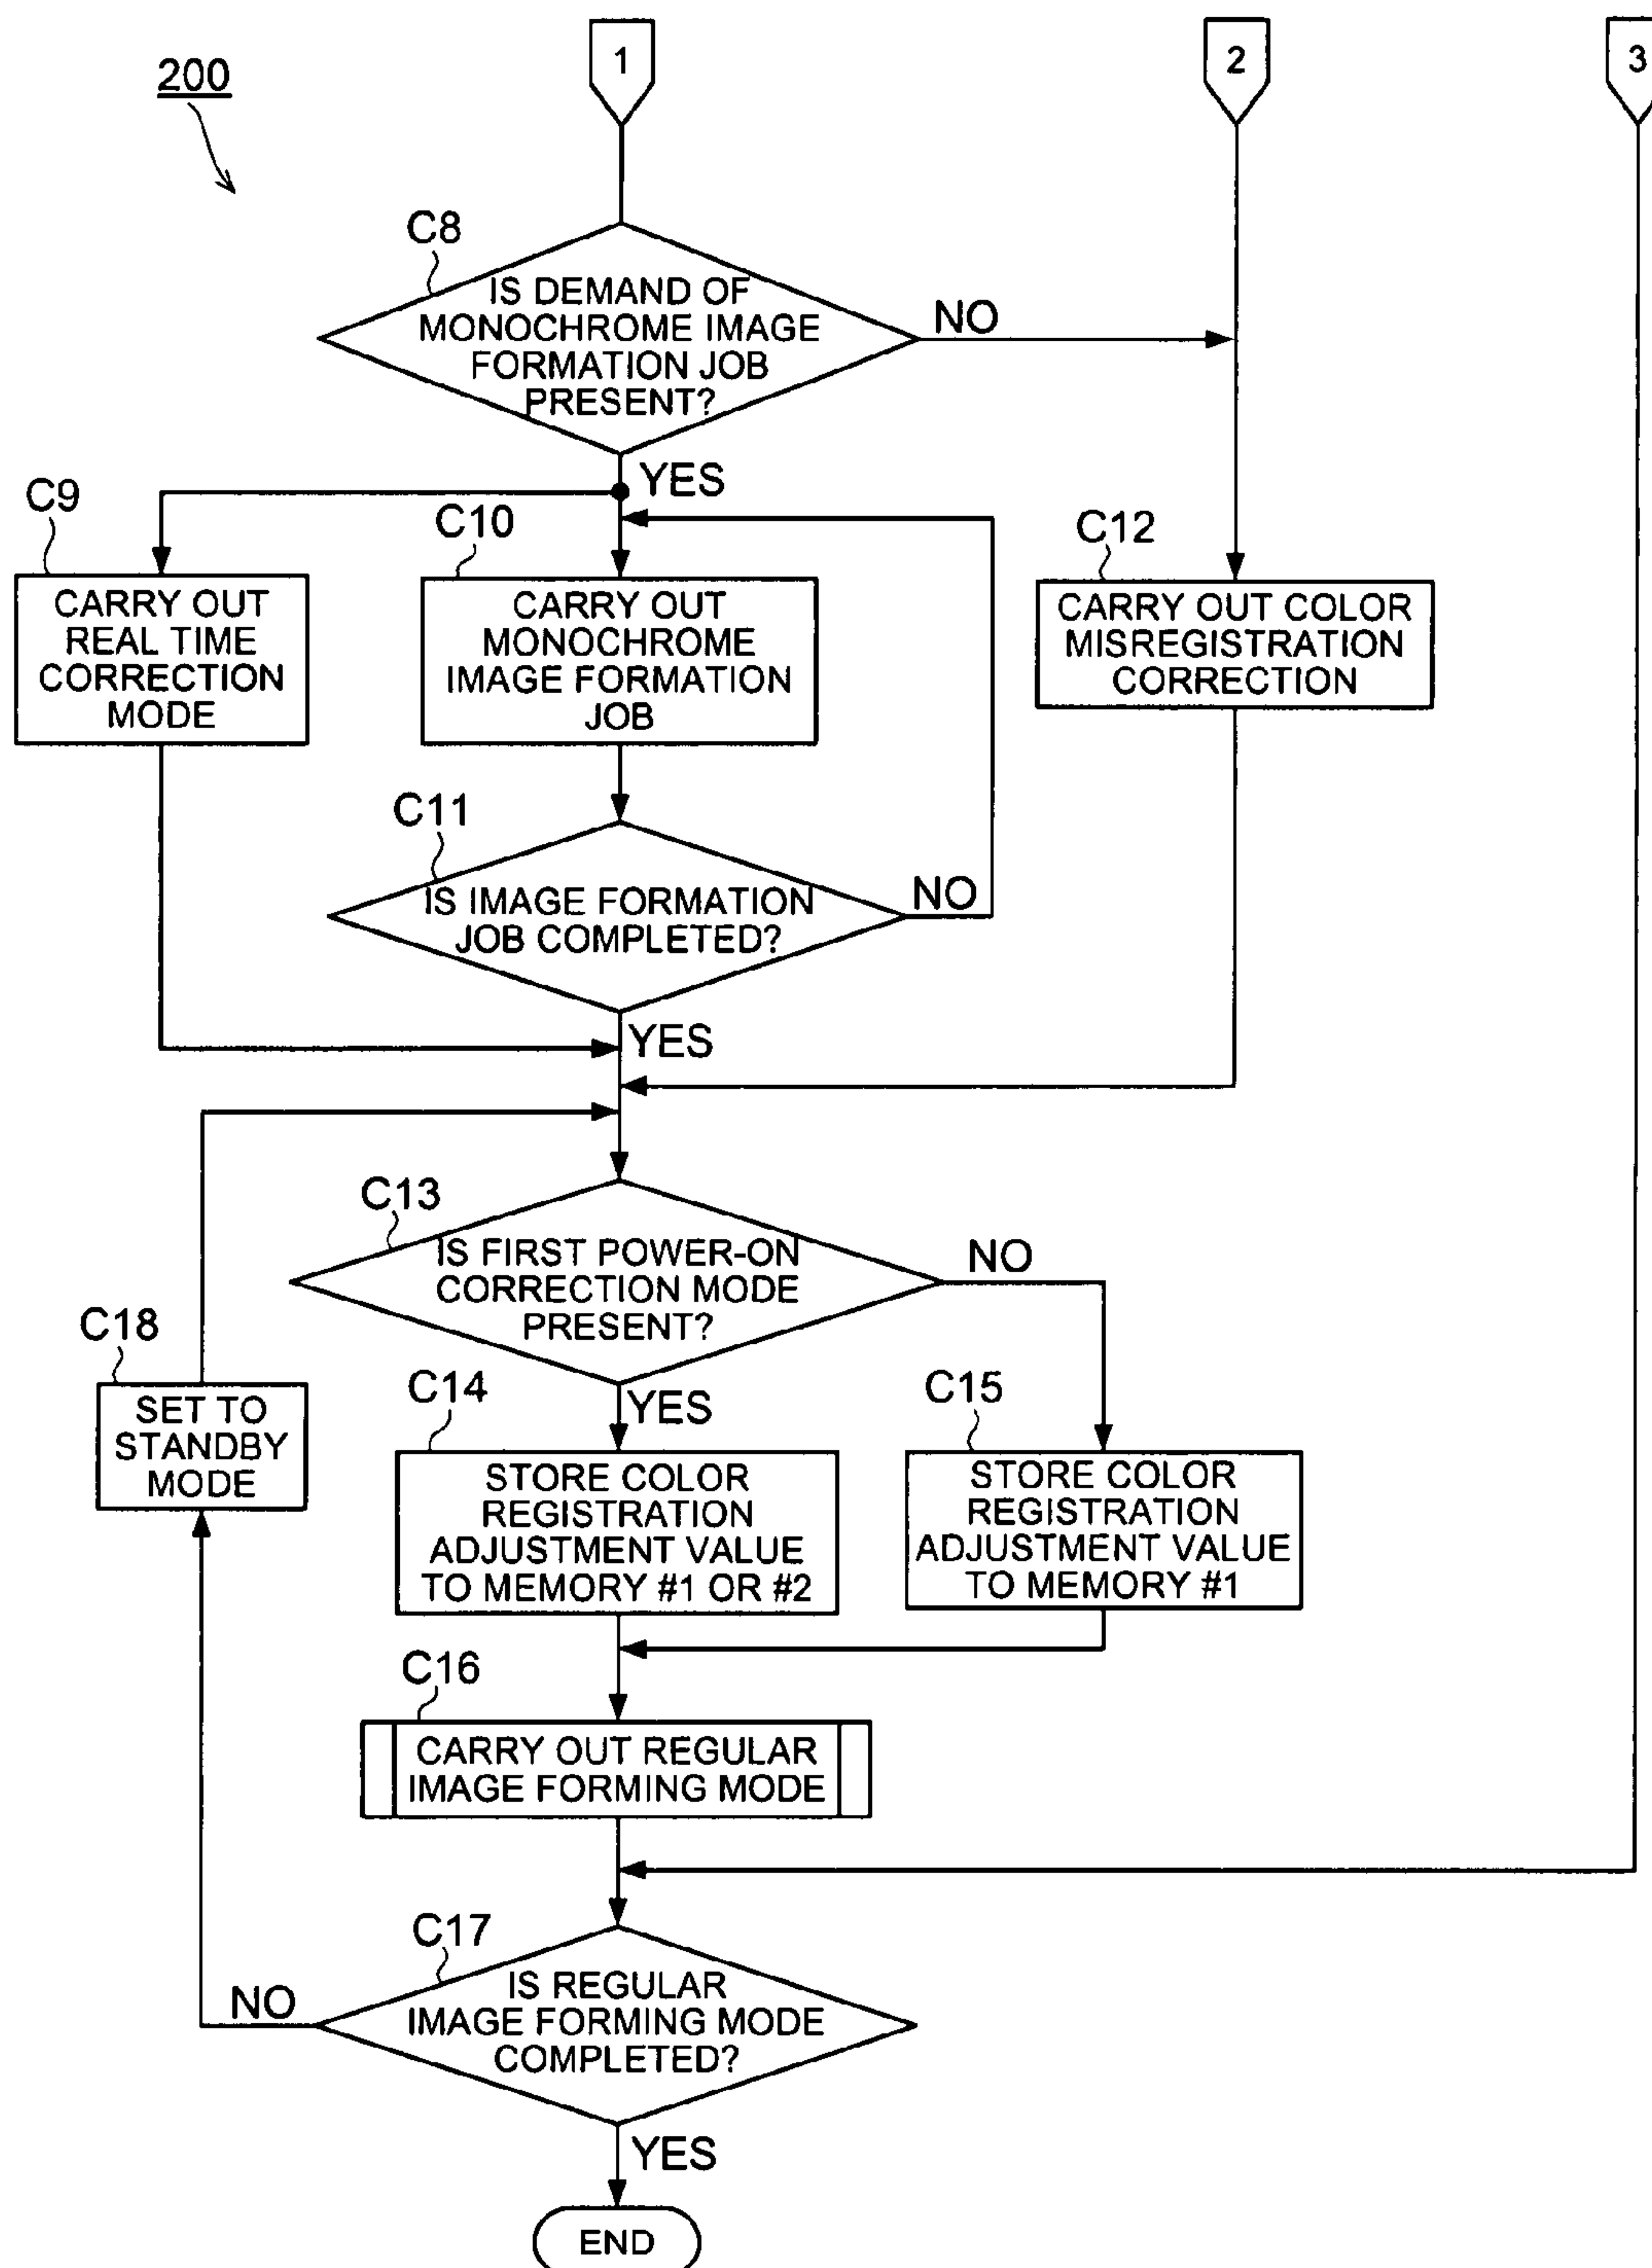 1
2
3
200
C8
IS DEMAND OF
MONOCHROME IMAGE
FORMATION JOB
PRESENT?
NO
YES
C9
CARRY OUT
REAL TIME
CORRECTION
MODE
C10
CARRY OUT
MONOCHROME
IMAGE FORMATION
JOB
C12
CARRY OUT COLOR
MISREGISTRATION
CORRECTION
C11
IS IMAGE FORMATION
JOB COMPLETED?
NO
YES
C13
IS FIRST POWER-ON
CORRECTION MODE
PRESENT?
NO
YES
C18
SET TO
STANDBY
MODE
C14
STORE COLOR
REGISTRATION
ADJUSTMENT VALUE
TO MEMORY #1 OR #2
C15
STORE COLOR
REGISTRATION
ADJUSTMENT VALUE
TO MEMORY #1
C16
CARRY OUT REGULAR
IMAGE FORMING MODE
C17
IS REGULAR
IMAGE FORMING MODE
COMPLETED?
NO
YES
END